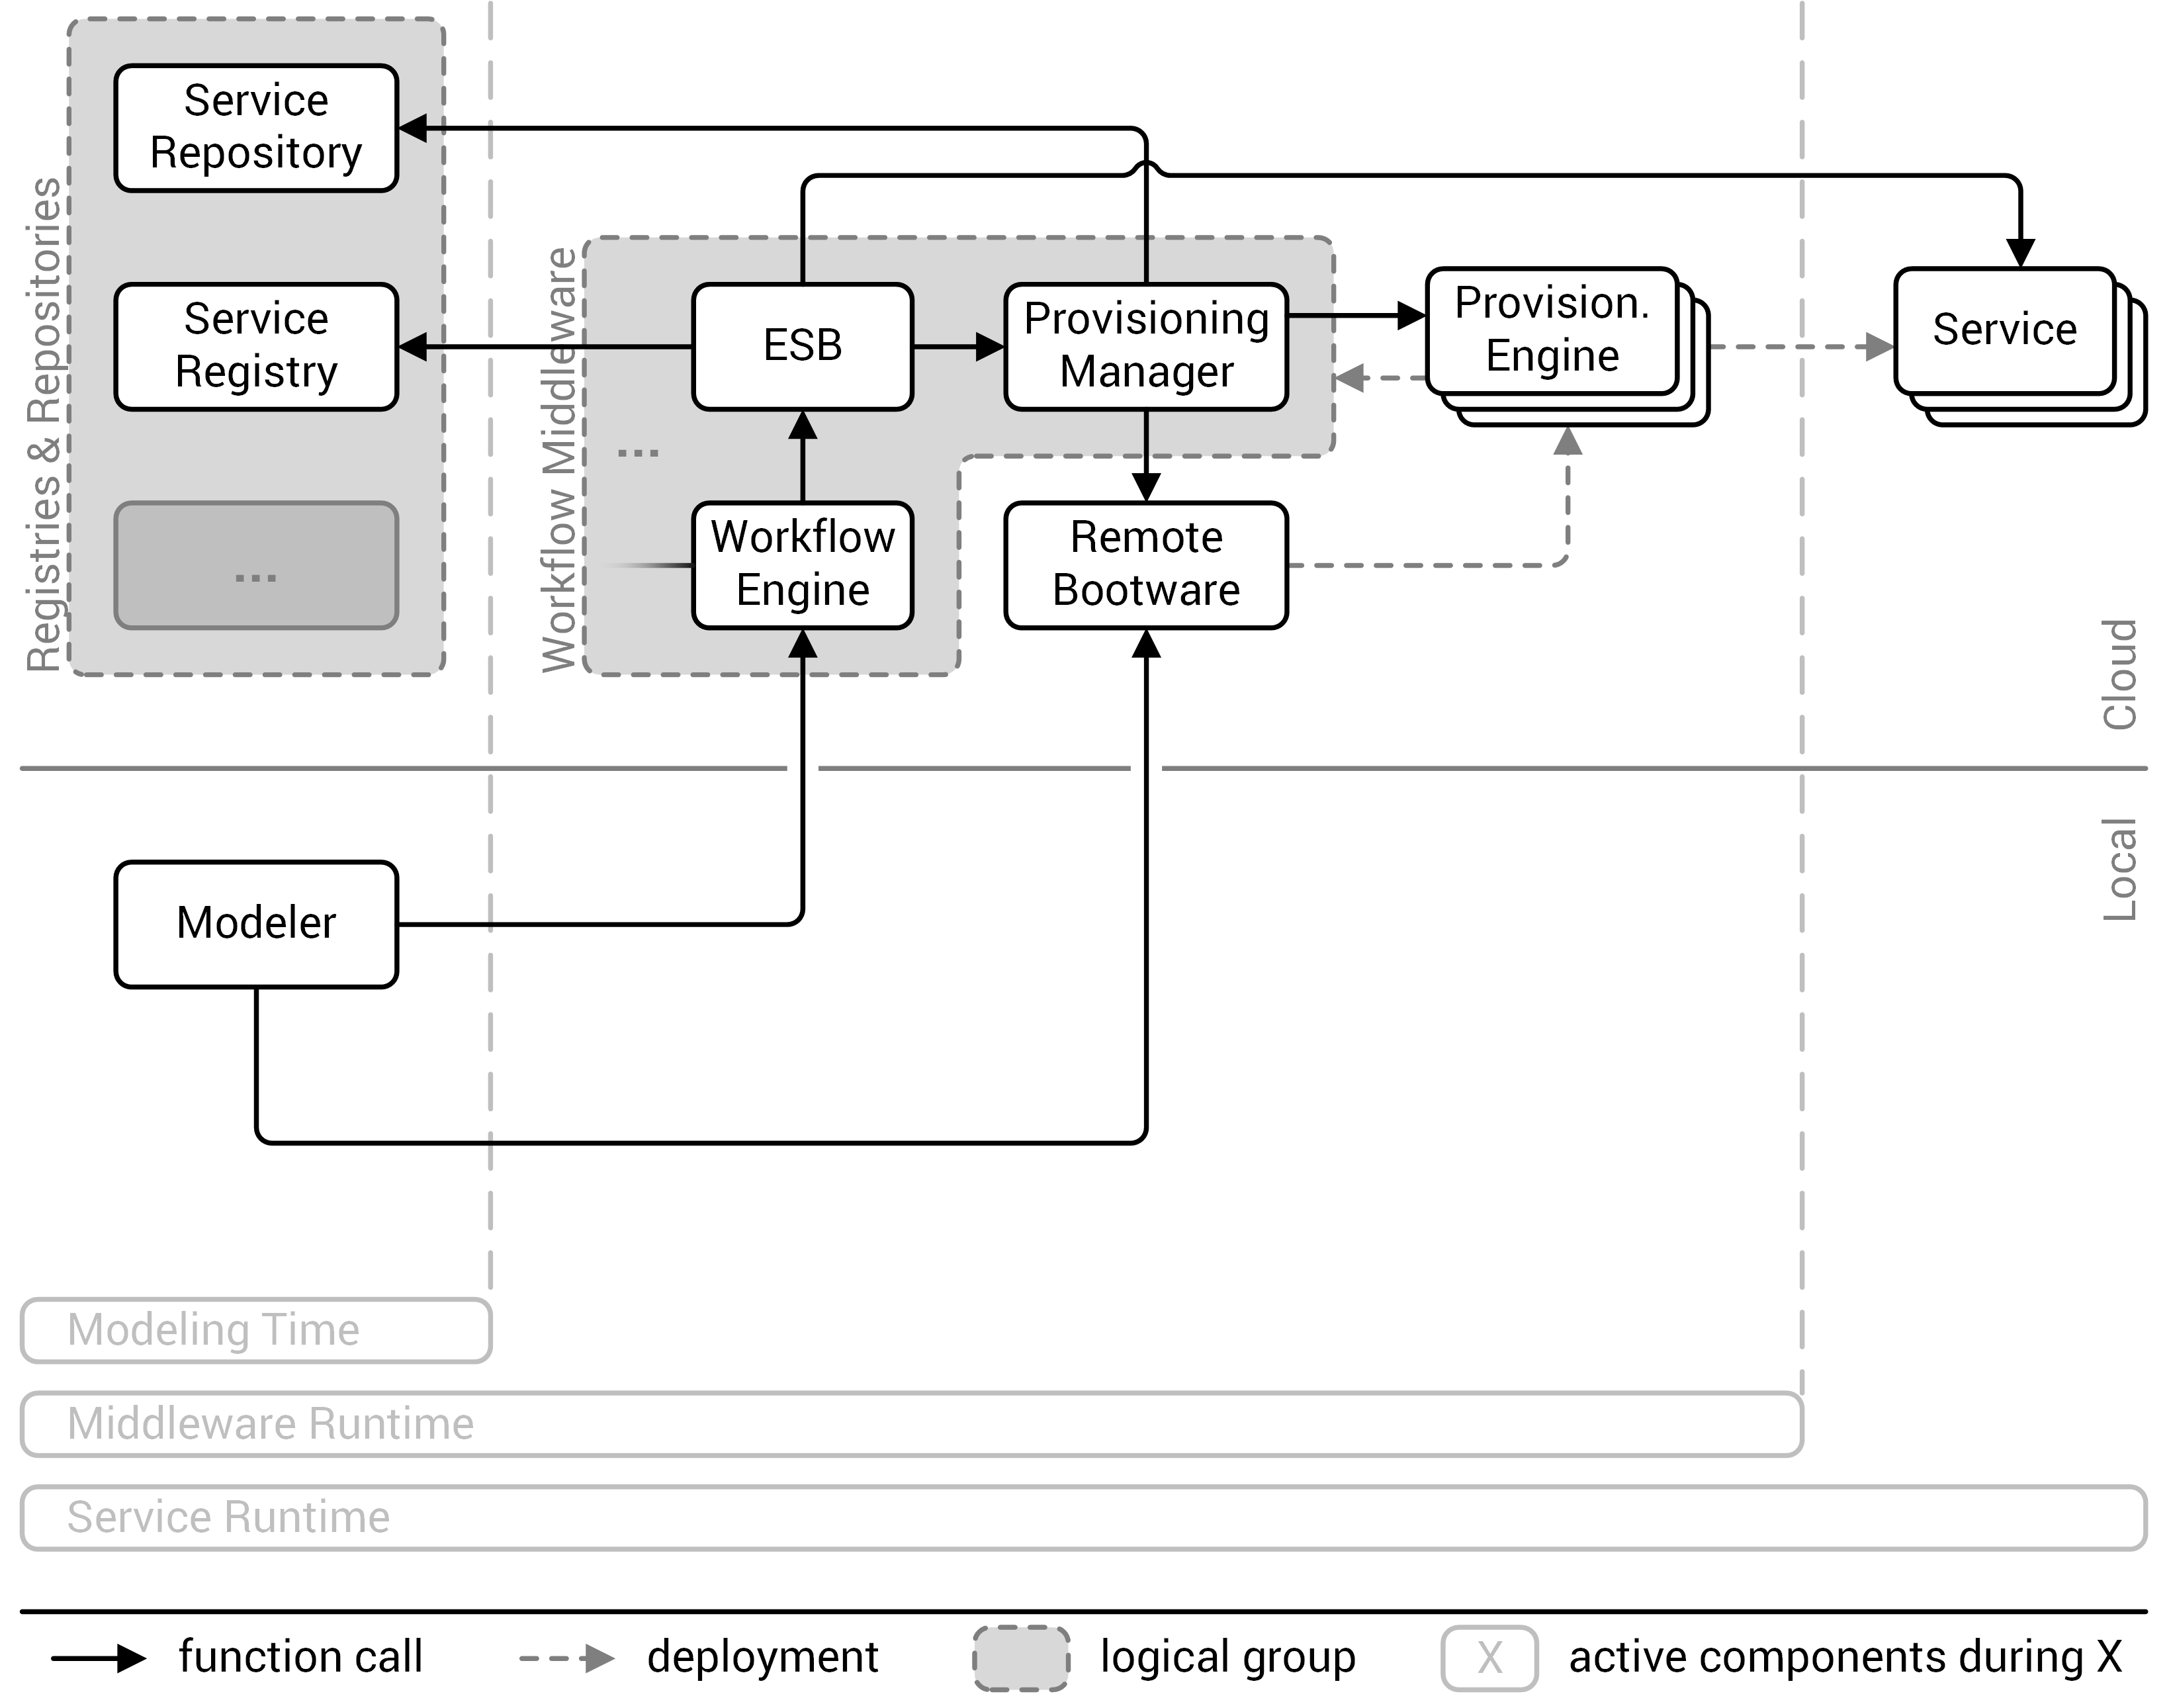 Registries & Repositories
Service
Repository
Service
Registry
...
Workflow Middleware
ESB
Provisioning
Manager
Provision.
Engine
Service
...
Workflow
Engine
Remote
Bootware
Cloud
Local
Modeler
Modeling Time
Middleware Runtime
Service Runtime
function call
deployment
logical group
X
active components during X